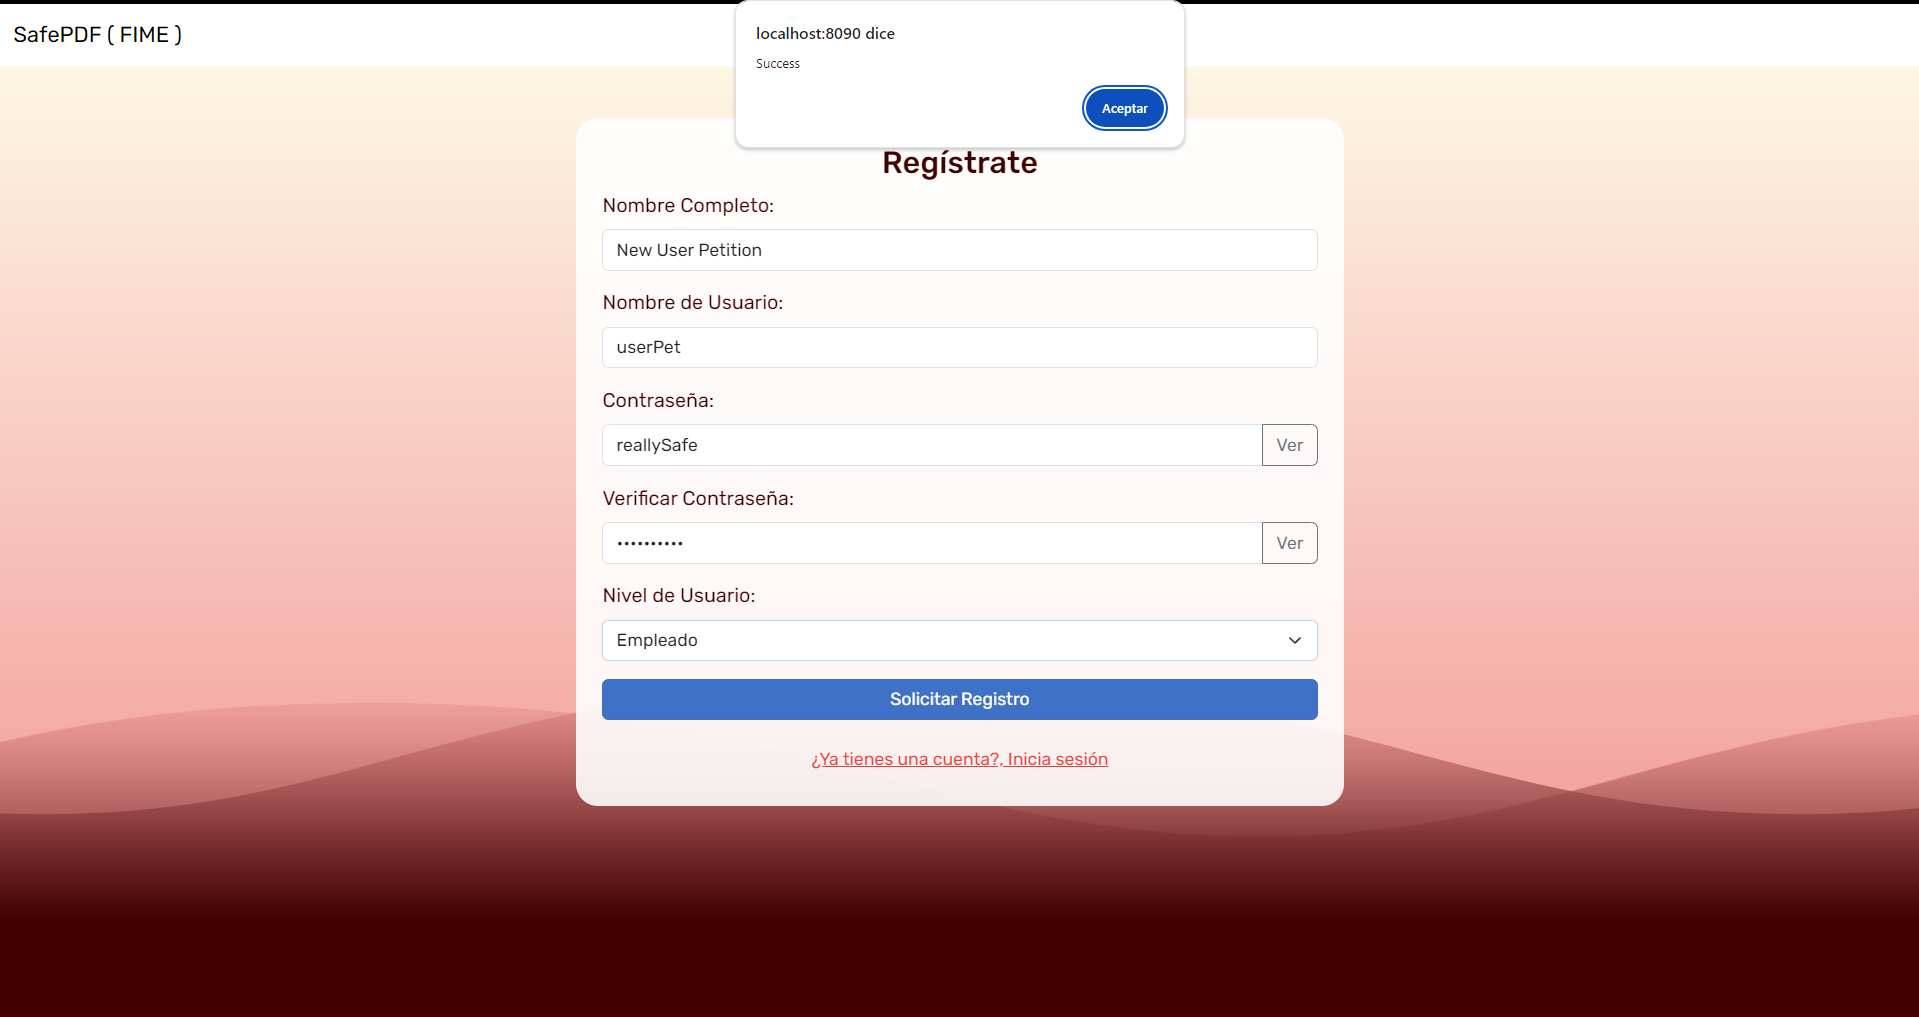 SafePDF ( FIME )
localhost:8090 dice
Success
Aceptar
Regístrate
Nombre Completo:
New User Petition
Nombre de Usuario:
userPet
Contraseña:
reallySafe
Ver
Verificar Contraseña:
••••••••••
Ver
Nivel de Usuario:
Empleado
Solicitar Registro
¿Ya tienes una cuenta?, Inicia sesión